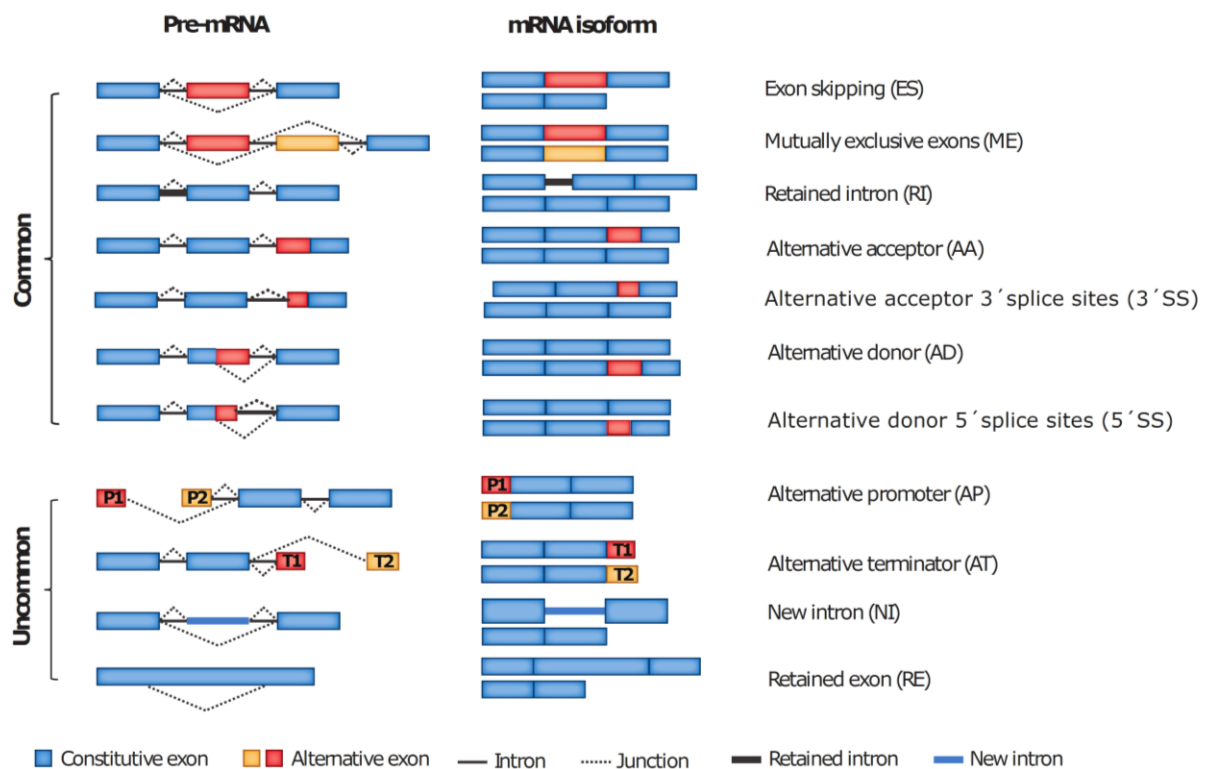 Pre-mRNA
mRNA isoform
Common
Exon skipping (ES)
Mutually exclusive exons (ME)
Retained intron (RI)
Alternative acceptor (AA)
Alternative acceptor 3´splice sites (3´SS)
Alternative donor (AD)
Alternative donor 5´splice sites (5´SS)
Uncommon
P1
P2
P1
P2
Alternative promoter (AP)
T1
T2
T1
T2
Alternative terminator (AT)
New intron (NI)
Retained exon (RE)
Constitutive exon
Alternative exon
Intron
Junction
Retained intron
New intron